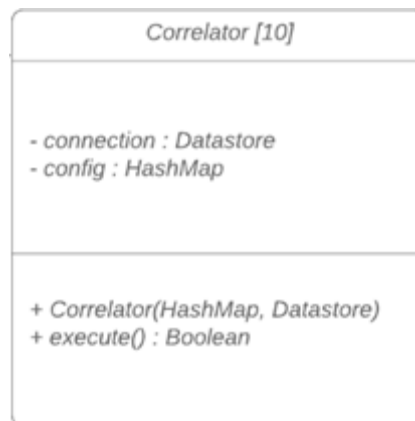 Correlator [10]
- connection : Datastore
- config : HashMap
+ Correlator(HashMap, Datastore)
+ execute() : Boolean